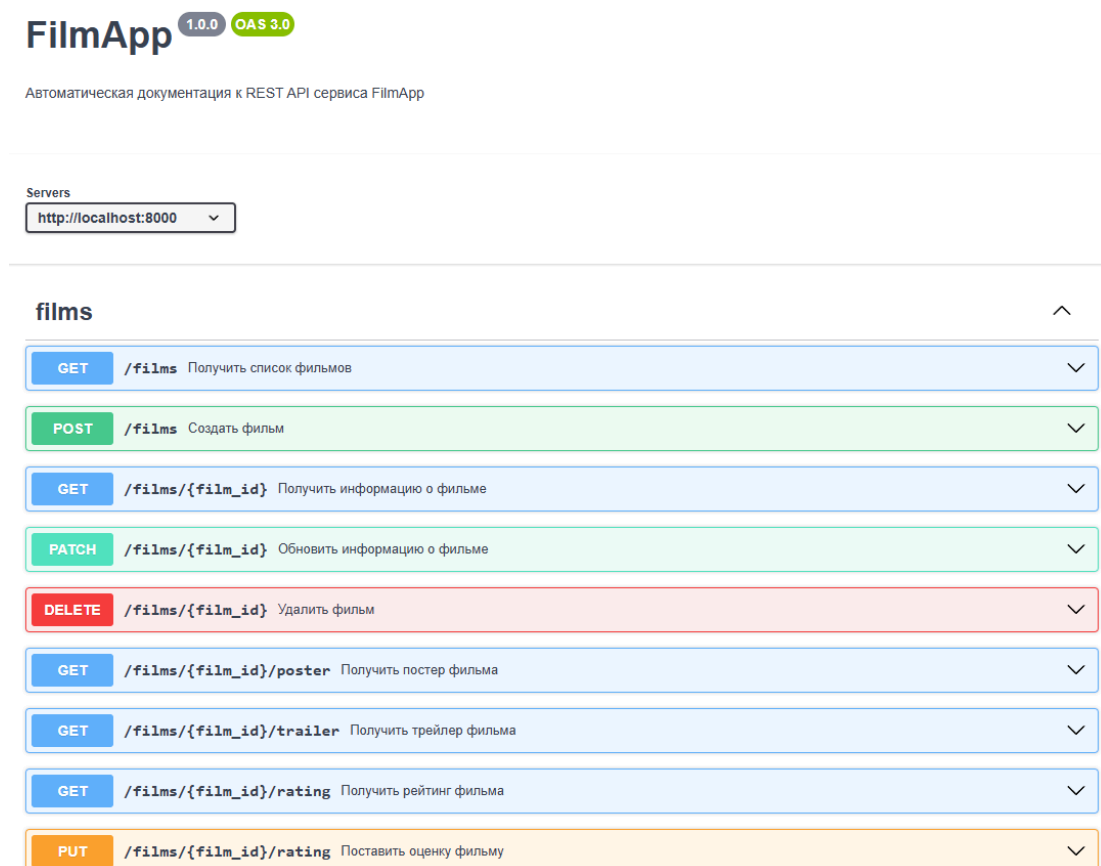 FilmApp 1.0.0 OAS 3.0
Автоматическая документация к REST API сервиса FilmApp
Servers
http://localhost:8000
films
GET /films Получить список фильмов
POST /films Создать фильм
GET /films/{film_id} Получить информацию о фильме
PATCH /films/{film_id} Обновить информацию о фильме
DELETE /films/{film_id} Удалить фильм
GET /films/{film_id}/poster Получить постер фильма
GET /films/{film_id}/trailer Получить трейлер фильма
GET /films/{film_id}/rating Получить рейтинг фильма
PUT /films/{film_id}/rating Поставить оценку фильму